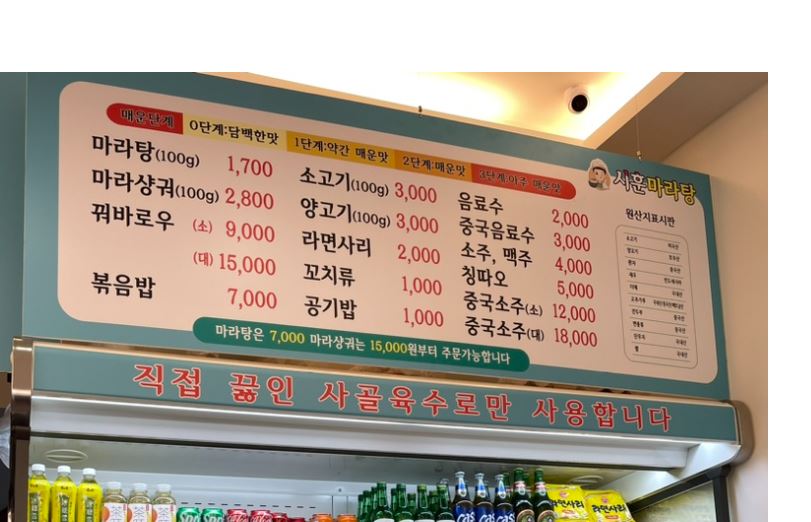 매운단계 0단계:담백한맛 1단계:약간 매운맛 2단계:매운맛 3단계:아주 매운맛
시훈마라탕
마라탕(100g) 1,700
마라샹궈(100g) 2,800
꿔바로우 (소) 9,000
(대) 15,000
볶음밥 7,000
소고기(100g) 3,000
양고기(100g) 3,000
라면사리 2,000
꼬치류 1,000
공기밥 1,000
음료수 2,000
중국음료수 3,000
소주, 맥주 4,000
칭따오 5,000
중국소주(소) 12,000
중국소주(대) 18,000
원산지표시판
마라탕은 7,000 마라샹궈는 15,000원부터 주문가능합니다
직접 끓인 사골육수로만 사용합니다
CASS
라면사리